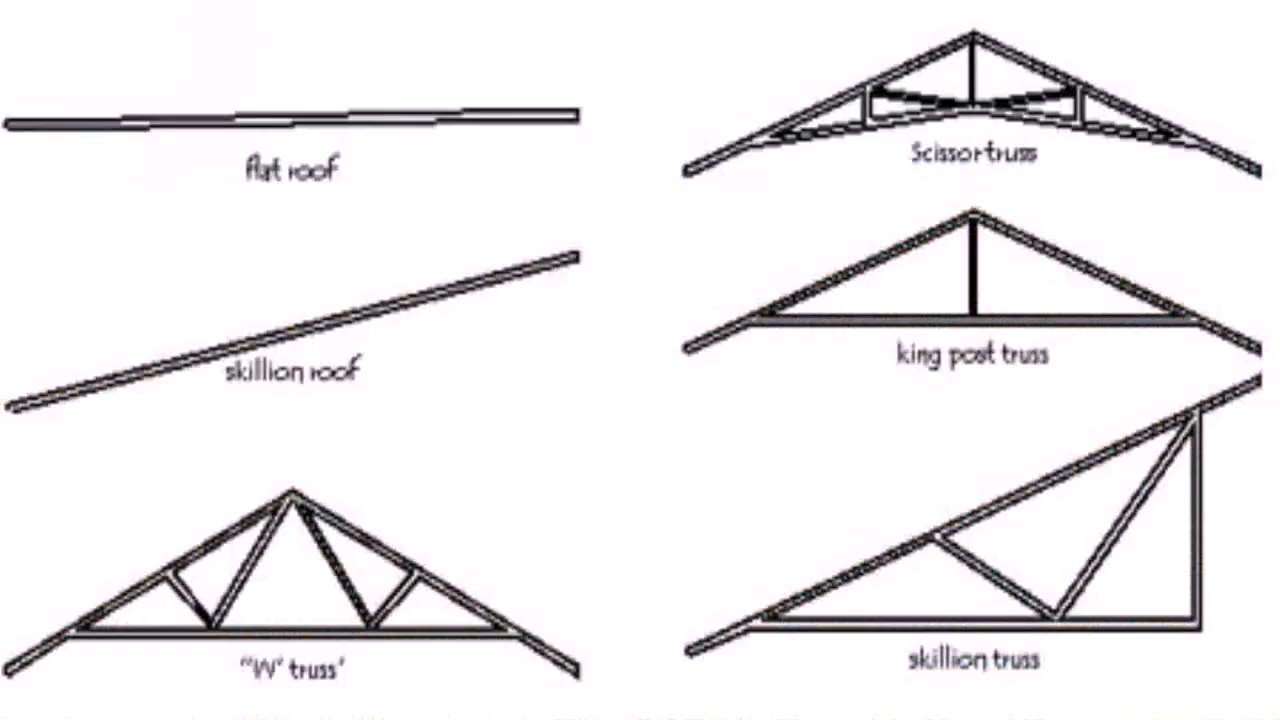 flat roof
Scissor truss
skillion roof
king post truss
"W' truss'
skillion truss